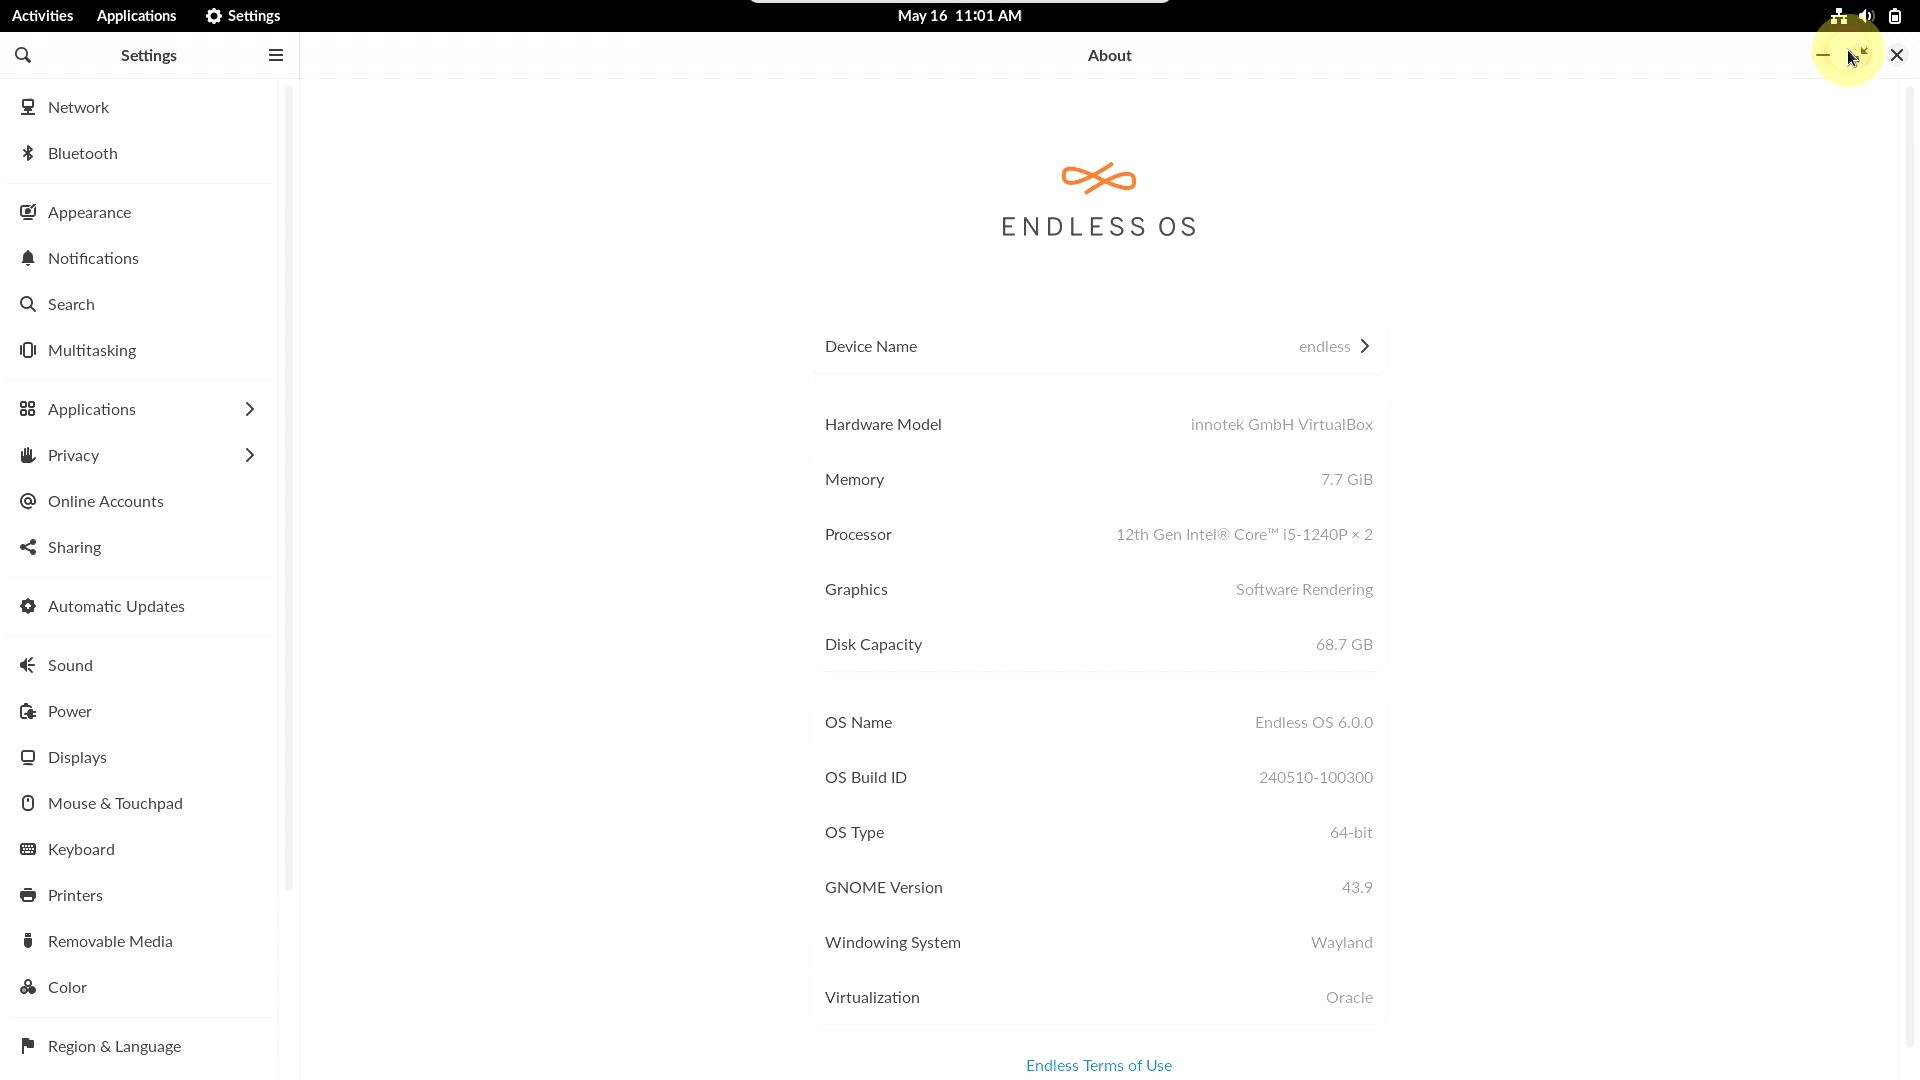 Activities Applications Settings May 16 11:01 AM
Settings About
Network
Bluetooth
Appearance
Notifications
Search
Multitasking
Applications
Privacy
Online Accounts
Sharing
Automatic Updates
Sound
Power
Displays
Mouse & Touchpad
Keyboard
Printers
Removable Media
Color
Region & Language
ENDLESS OS
Device Name endless
Hardware Model innotek GmbH VirtualBox
Memory 7.7 GiB
Processor 12th Gen Intel® Core™ i5-1240P × 2
Graphics Software Rendering
Disk Capacity 68.7 GB
OS Name Endless OS 6.0.0
OS Build ID 240510-100300
OS Type 64-bit
GNOME Version 43.9
Windowing System Wayland
Virtualization Oracle
Endless Terms of Use